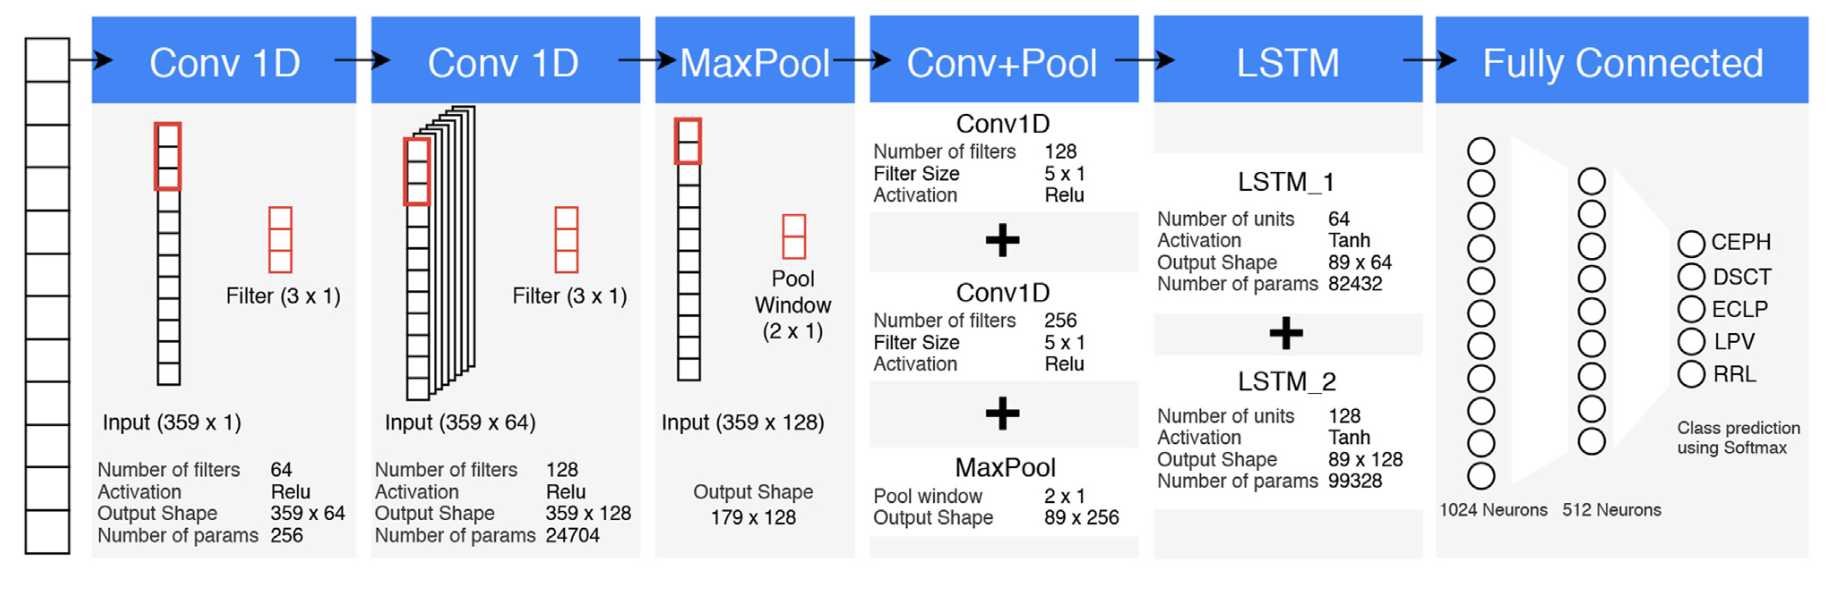 Conv 1D
Filter (3 x 1)
Input (359 x 1)
Number of filters 64
Activation Relu
Output Shape 359 x 64
Number of params 256
Conv 1D
Filter (3 x 1)
Input (359 x 64)
Number of filters 128
Activation Relu
Output Shape 359 x 128
Number of params 24704
MaxPool
Pool
Window
(2 x 1)
Input (359 x 128)
Output Shape
179 x 128
Conv+Pool
Conv1D
Number of filters 128
Filter Size 5 x 1
Activation Relu
+
Conv1D
Number of filters 256
Filter Size 5 x 1
Activation Relu
+
MaxPool
Pool window 2 x 1
Output Shape 89 x 256
LSTM
LSTM_1
Number of units 64
Activation Tanh
Output Shape 89 x 64
Number of params 82432
+
LSTM_2
Number of units 128
Activation Tanh
Output Shape 89 x 128
Number of params 99328
Fully Connected
CEPH
DSCT
ECLP
LPV
RRL
Class prediction
using Softmax
1024 Neurons 512 Neurons